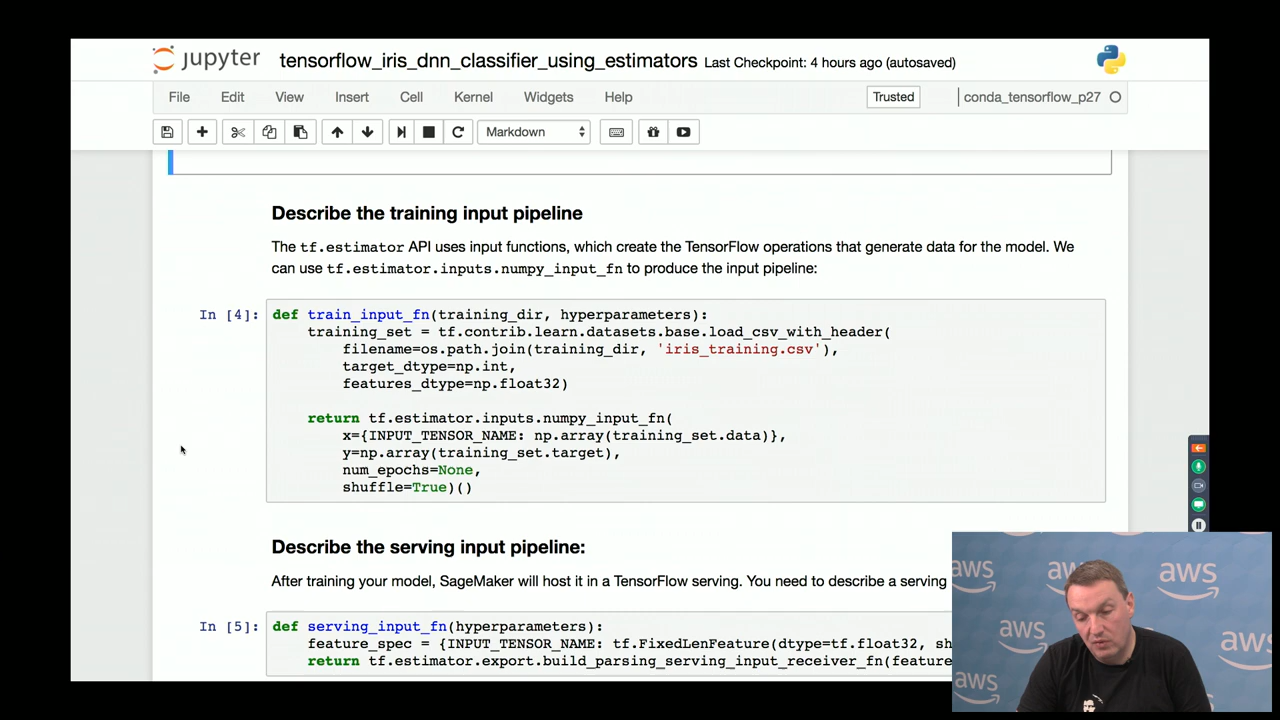 jupyter tensorflow_iris_dnn_classifier_using_estimators Last Checkpoint: 4 hours ago (autosaved)
File Edit View Insert Cell Kernel Widgets Help Trusted conda_tensorflow_p27
Markdown
Describe the training input pipeline
The tf.estimator API uses input functions, which create the TensorFlow operations that generate data for the model. We
can use tf.estimator.inputs.numpy_input_fn to produce the input pipeline:
In [4]: def train_input_fn(training_dir, hyperparameters):
training_set = tf.contrib.learn.datasets.base.load_csv_with_header(
filename=os.path.join(training_dir, 'iris_training.csv'),
target_dtype=np.int,
features_dtype=np.float32)
return tf.estimator.inputs.numpy_input_fn(
x={INPUT_TENSOR_NAME: np.array(training_set.data)},
y=np.array(training_set.target),
num_epochs=None,
shuffle=True)()
Describe the serving input pipeline:
After training your model, SageMaker will host it in a TensorFlow serving. You need to describe a serving
In [5]: def serving_input_fn(hyperparameters):
feature_spec = {INPUT_TENSOR_NAME: tf.FixedLenFeature(dtype=tf.float32, sh
return tf.estimator.export.build_parsing_serving_input_receiver_fn(feature
aws aws aws
aws aws
aws